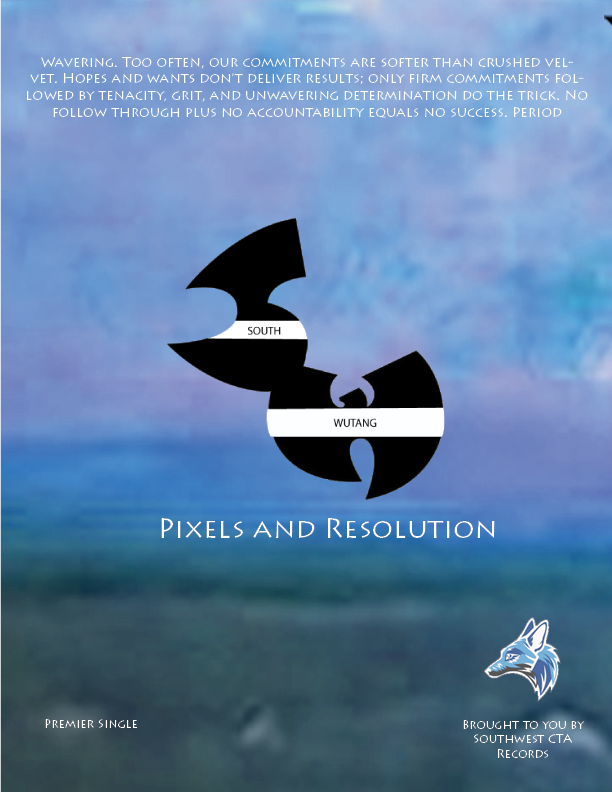 Wavering. Too often, our commitments are softer than crushed vel-
vet. Hopes and wants don't deliver results; only firm commitments fol-
lowed by tenacity, grit, and unwavering determination do the trick. No
follow through plus no accountability equals no success. Period
SOUTH
WUTANG
Pixels and Resolution
Premier Single
Brought to you by
Southwest CTA
Records